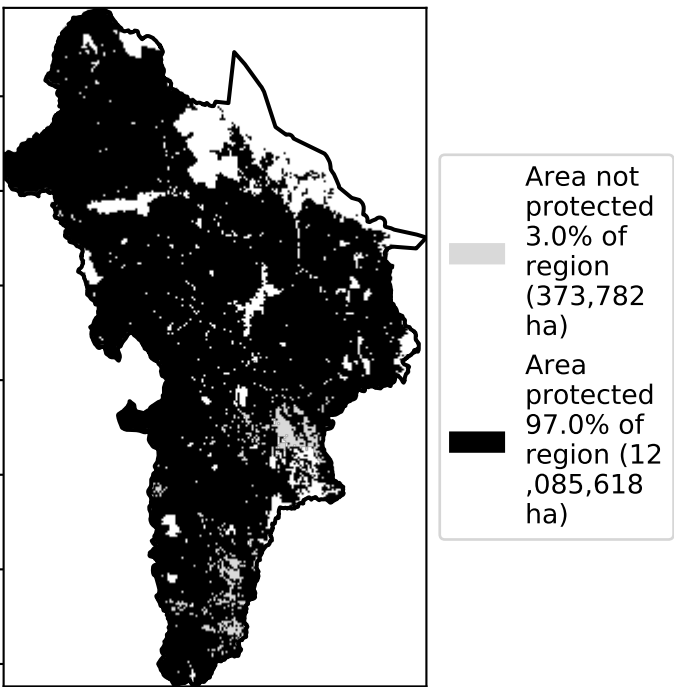 Area not
protected
3.0% of
region
(373,782
ha)
Area
protected
97.0% of
region (12
,085,618
ha)